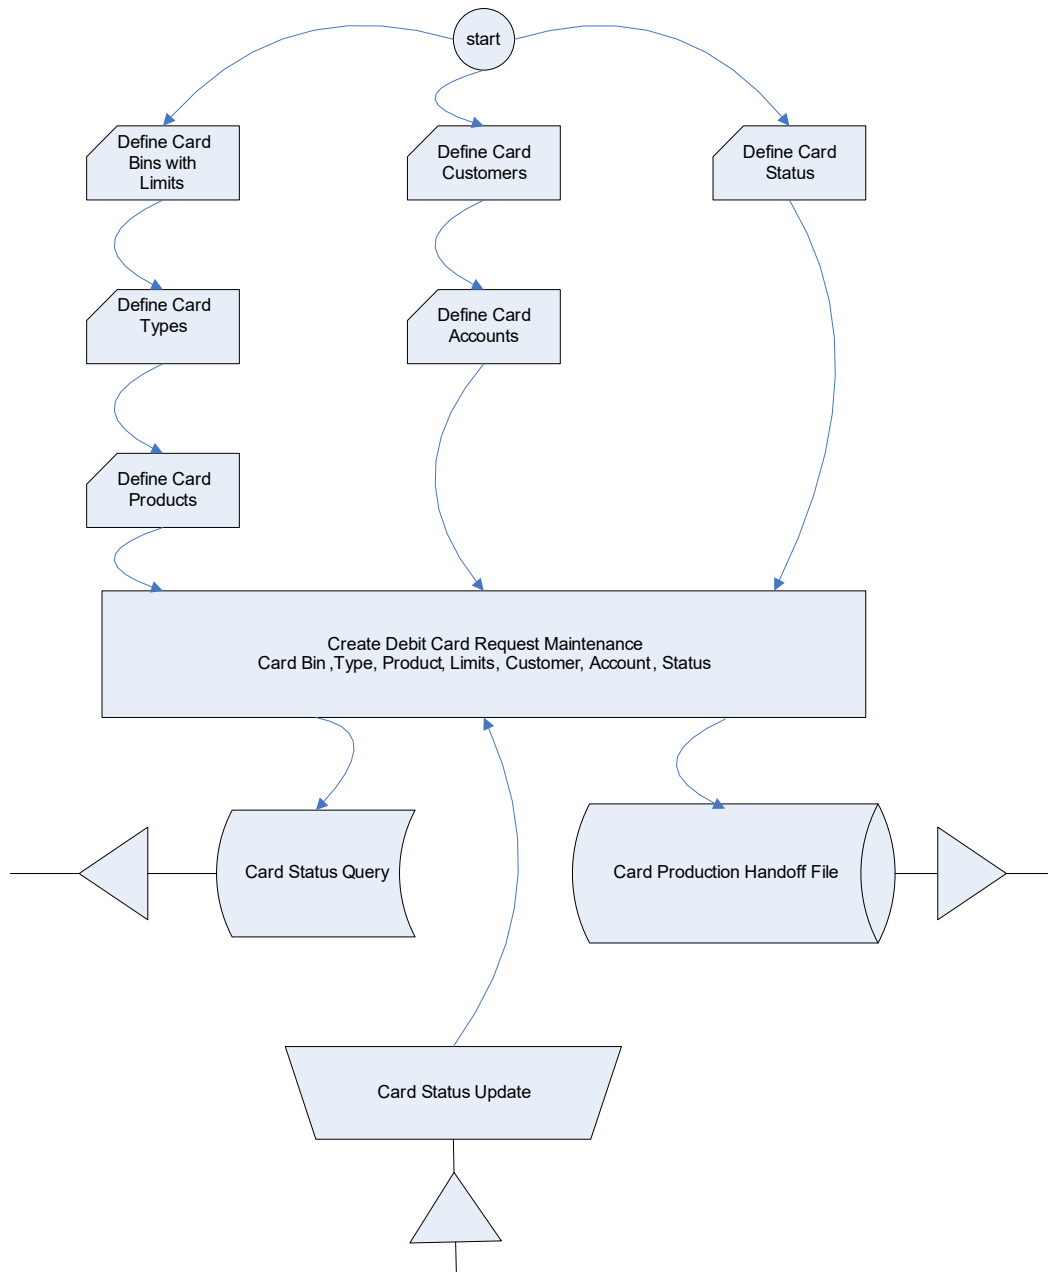 start
Define Card
Bins with
Limits
Define Card
Customers
Define Card
Status
Define Card
Types
Define Card
Accounts
Define Card
Products
Create Debit Card Request Maintenance
Card Bin ,Type, Product, Limits, Customer, Account, Status
Card Status Query
Card Production Handoff File
Card Status Update